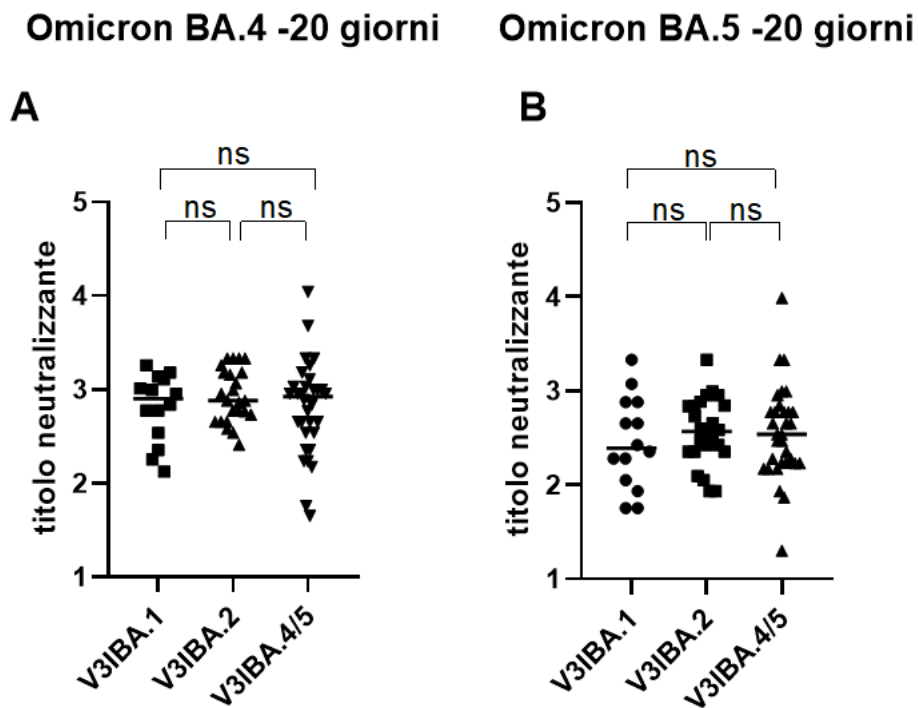 Omicron BA.4 -20 giorni
Omicron BA.5 -20 giorni
A
B
ns
ns
ns
ns
ns
ns
titolo neutralizzante
5
4
3
2
1
titolo neutralizzante
5
4
3
2
1
V3IBA.1
V3IBA.2
V3IBA.4/5
V3IBA.1
V3IBA.2
V3IBA.4/5